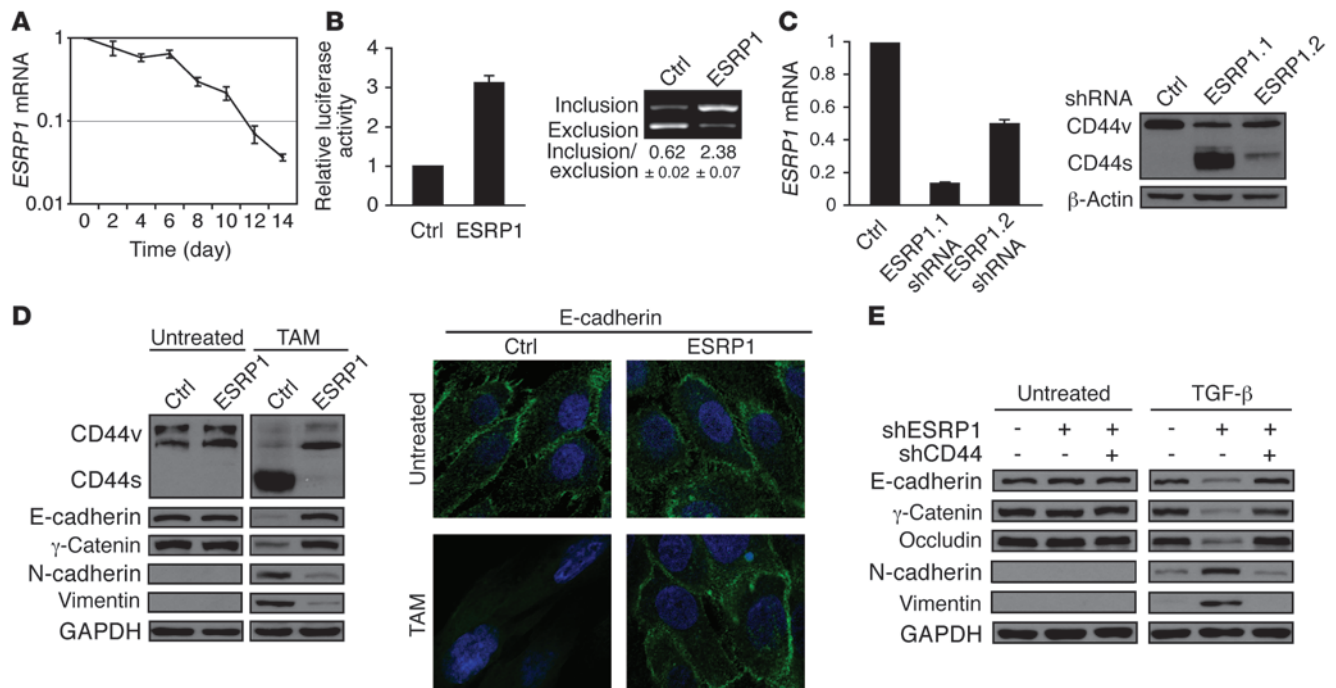 A
ESRP1 mRNA
1
0.1
0.01
0 2 4 6 8 10 12 14
Time (day)
B
Relative luciferase activity
4
3
2
1
0
Ctrl ESRP1
Ctrl ESRP1
Inclusion
Exclusion
Inclusion/ 0.62 2.38
exclusion ± 0.02 ± 0.07
C
ESRP1 mRNA
1
0.8
0.6
0.4
0.2
0
Ctrl
ESRP1.1 shRNA
ESRP1.2 shRNA
shRNA Ctrl ESRP1.1 ESRP1.2
CD44v
CD44s
β-Actin
D
Untreated TAM
Ctrl ESRP1 Ctrl ESRP1
CD44v
CD44s
E-cadherin
γ-Catenin
N-cadherin
Vimentin
GAPDH
E-cadherin
Ctrl ESRP1
Untreated
TAM
E
Untreated TGF-β
shESRP1 - + + - + +
shCD44 - - + - - +
E-cadherin
γ-Catenin
Occludin
N-cadherin
Vimentin
GAPDH